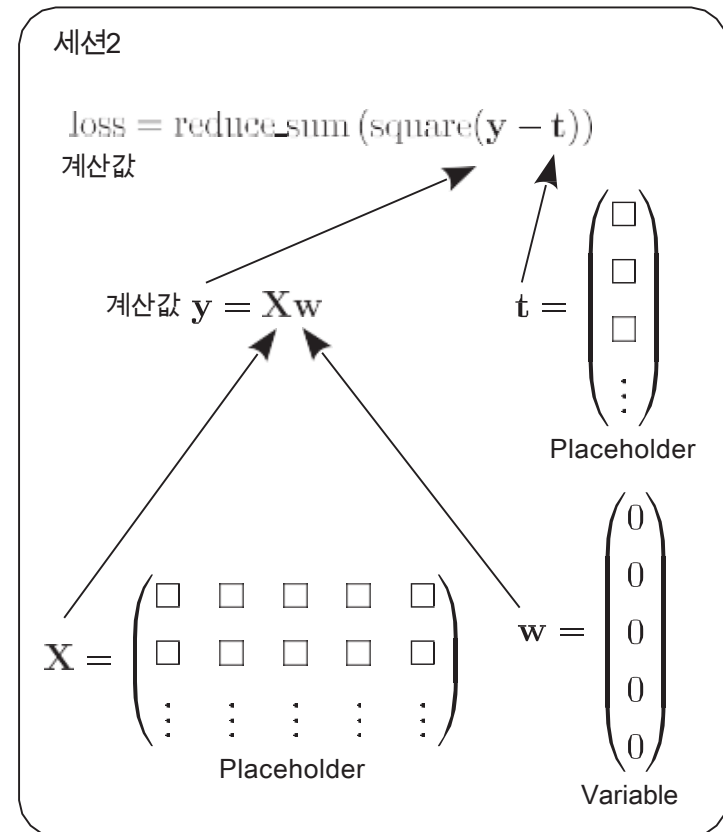 세션2
loss = reduce_sum (square(y − t))
계산값
계산값 y = Xw
t = ( □ □ □ ⋮ )
Placeholder
X = ( □ □ □ □ □
□ □ □ □ □
⋮ ⋮ ⋮ ⋮ ⋮ )
Placeholder
w = ( 0 0 0 0 0 )
Variable